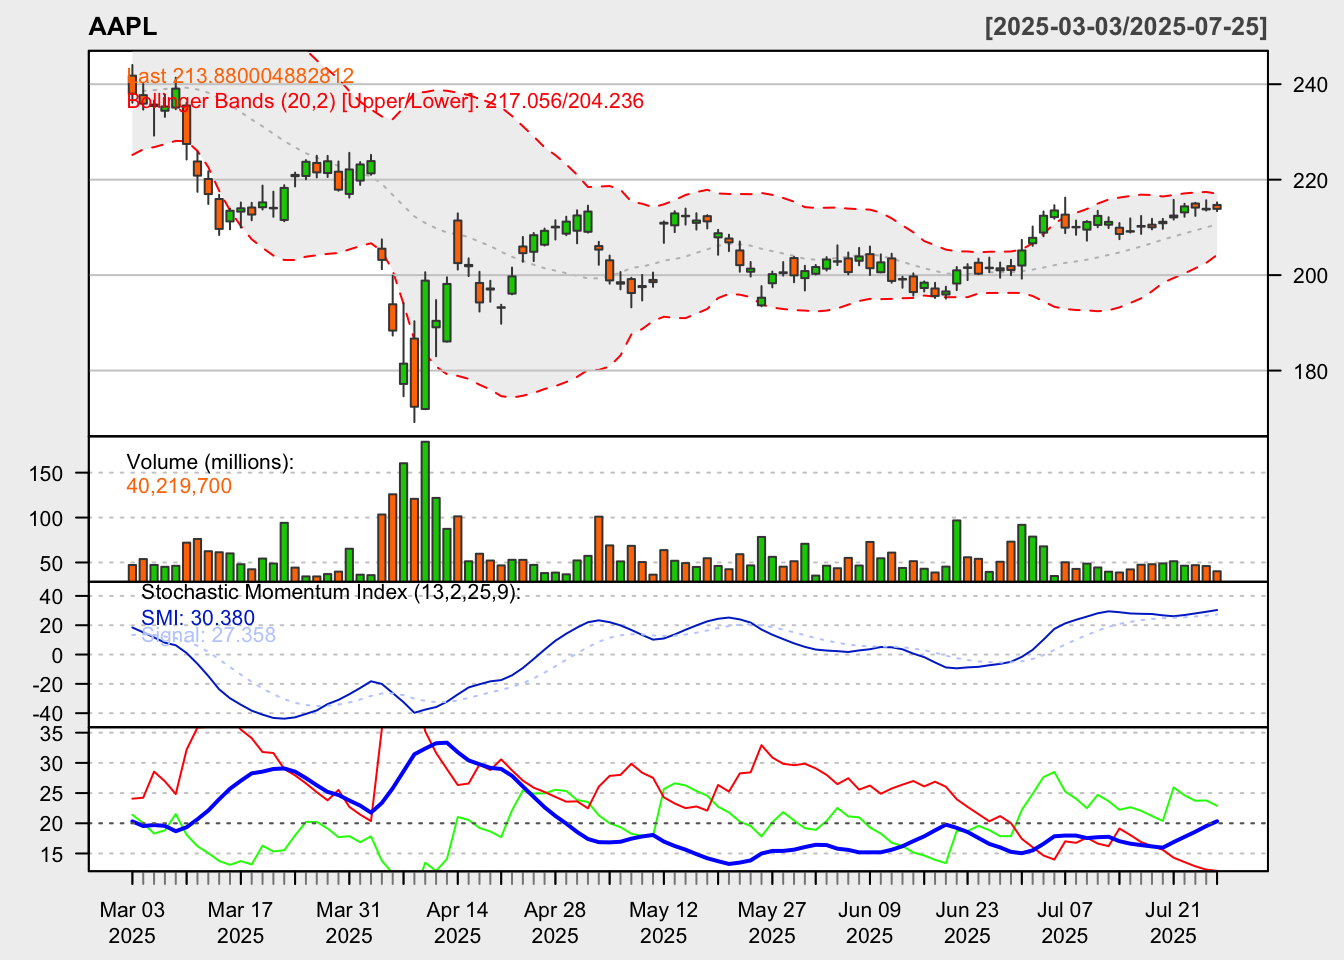 AAPL [2025-03-03/2025-07-25]
Last 213.880004882812
Bollinger Bands (20,2) [Upper/Lower]: 217.056/204.236
240
220
200
180
Volume (millions):
40,219,700
150
100
50
Stochastic Momentum Index (13,2,25,9):
SMI: 30.380
Signal: 27.358
40
20
0
-20
-40
35
30
25
20
15
Mar 03 Mar 17 Mar 31 Apr 14 Apr 28 May 12 May 27 Jun 09 Jun 23 Jul 07 Jul 21
2025 2025 2025 2025 2025 2025 2025 2025 2025 2025 2025